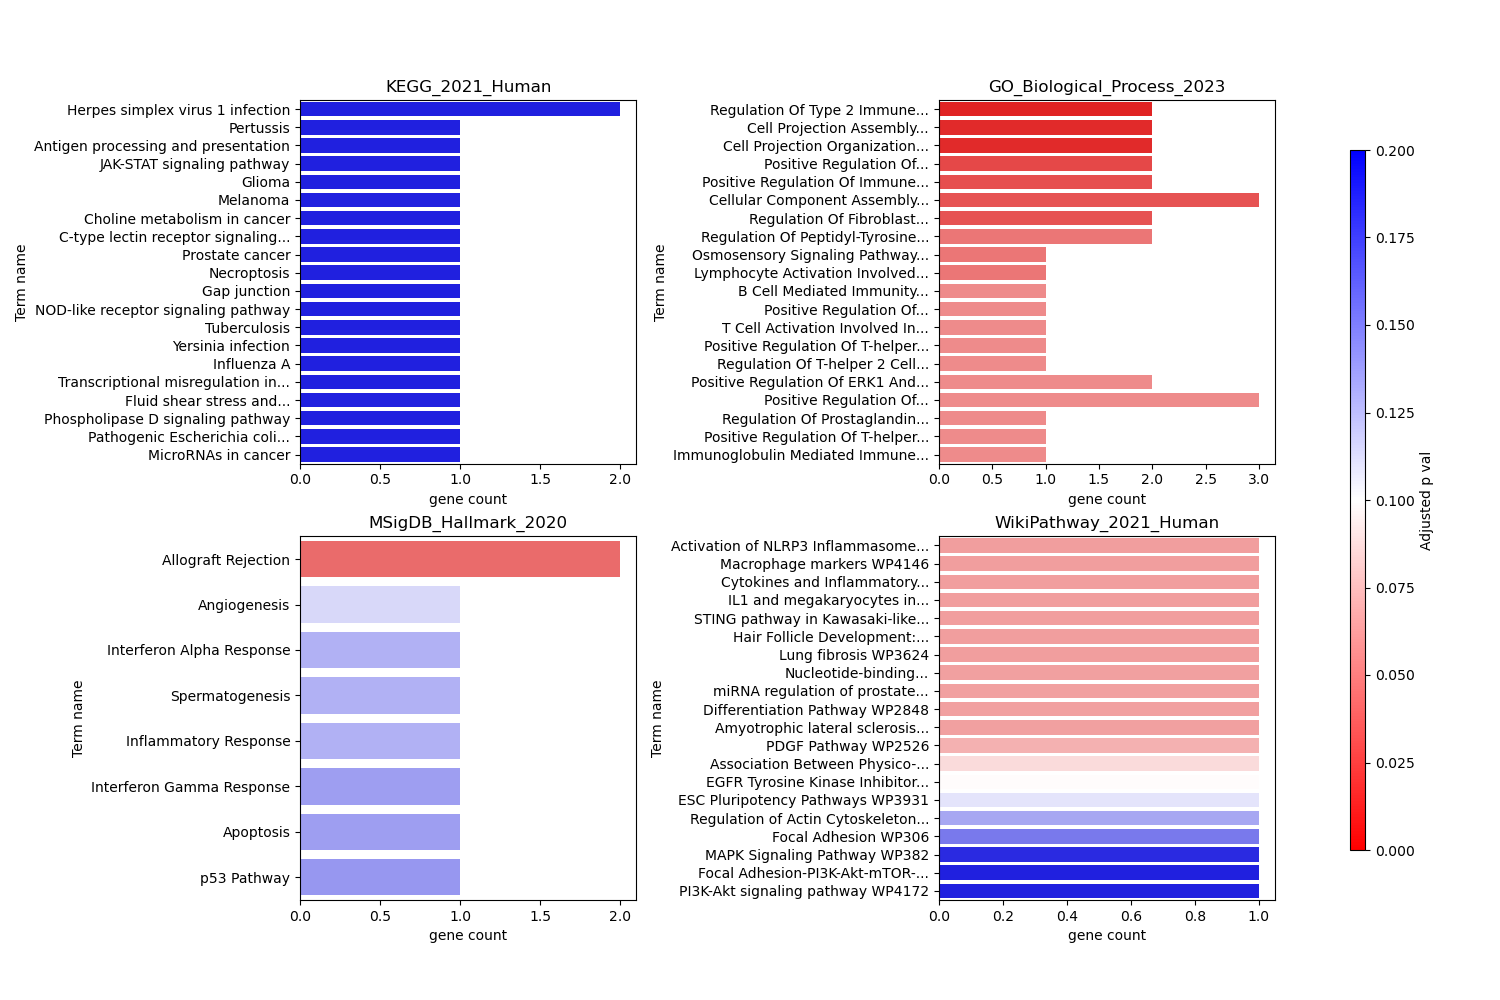 KEGG_2021_Human
Term name
Herpes simplex virus 1 infection
Pertussis
Antigen processing and presentation
JAK-STAT signaling pathway
Glioma
Melanoma
Choline metabolism in cancer
C-type lectin receptor signaling...
Prostate cancer
Necroptosis
Gap junction
NOD-like receptor signaling pathway
Tuberculosis
Yersinia infection
Influenza A
Transcriptional misregulation in...
Fluid shear stress and...
Phospholipase D signaling pathway
Pathogenic Escherichia coli...
MicroRNAs in cancer
0.0 0.5 1.0 1.5 2.0
gene count
GO_Biological_Process_2023
Term name
Regulation Of Type 2 Immune...
Cell Projection Assembly...
Cell Projection Organization...
Positive Regulation Of...
Positive Regulation Of Immune...
Cellular Component Assembly...
Regulation Of Fibroblast...
Regulation Of Peptidyl-Tyrosine...
Osmosensory Signaling Pathway...
Lymphocyte Activation Involved...
B Cell Mediated Immunity...
Positive Regulation Of...
T Cell Activation Involved In...
Positive Regulation Of T-helper...
Regulation Of T-helper 2 Cell...
Positive Regulation Of ERK1 And...
Positive Regulation Of...
Regulation Of Prostaglandin...
Positive Regulation Of T-helper...
Immunoglobulin Mediated Immune...
0.0 0.5 1.0 1.5 2.0 2.5 3.0
gene count
MSigDB_Hallmark_2020
Term name
Allograft Rejection
Angiogenesis
Interferon Alpha Response
Spermatogenesis
Inflammatory Response
Interferon Gamma Response
Apoptosis
p53 Pathway
0.0 0.5 1.0 1.5 2.0
gene count
WikiPathway_2021_Human
Term name
Activation of NLRP3 Inflammasome...
Macrophage markers WP4146
Cytokines and Inflammatory...
IL1 and megakaryocytes in...
STING pathway in Kawasaki-like...
Hair Follicle Development:...
Lung fibrosis WP3624
Nucleotide-binding...
miRNA regulation of prostate...
Differentiation Pathway WP2848
Amyotrophic lateral sclerosis...
PDGF Pathway WP2526
Association Between Physico-...
EGFR Tyrosine Kinase Inhibitor...
ESC Pluripotency Pathways WP3931
Regulation of Actin Cytoskeleton...
Focal Adhesion WP306
MAPK Signaling Pathway WP382
Focal Adhesion-PI3K-Akt-mTOR-...
PI3K-Akt signaling pathway WP4172
0.0 0.2 0.4 0.6 0.8 1.0
gene count
0.200
0.175
0.150
0.125
0.100
0.075
0.050
0.025
0.000
Adjusted p val